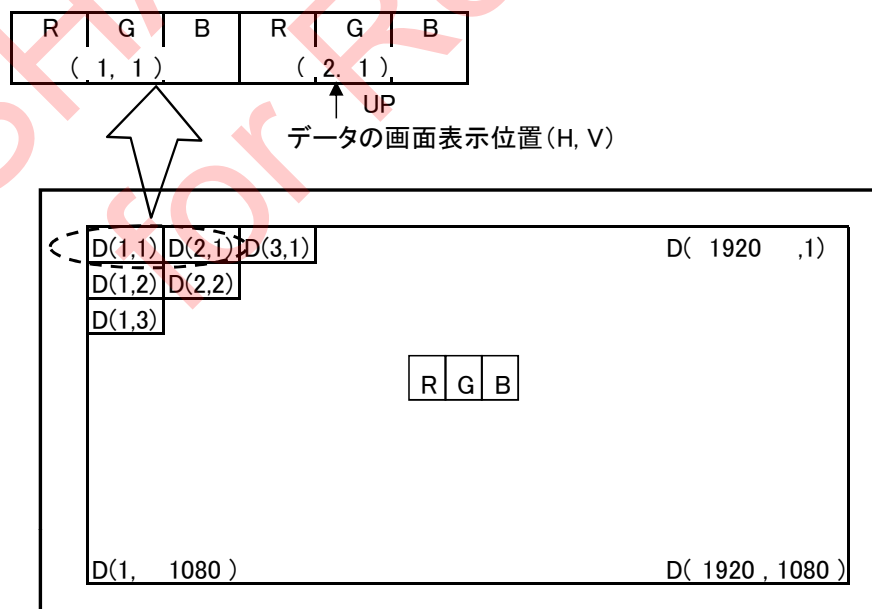 R G B R G B
( 1, 1 ) ( 2. 1 )
UP
データの画面表示位置(H, V)
D(1,1) D(2,1) D(3,1) D( 1920 ,1)
D(1,2) D(2,2)
D(1,3)
R G B
D(1, 1080 ) D( 1920 , 1080 )
for R